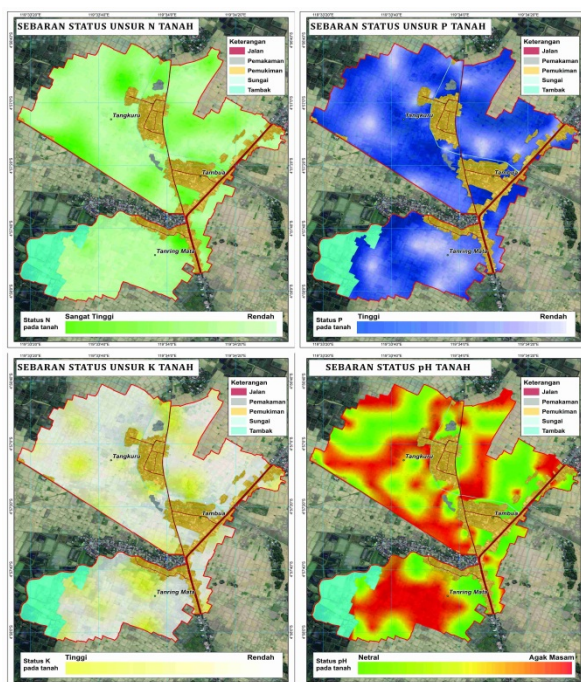 SEBARAN STATUS UNSUR N TANAH
Keterangan
Jalan
Pemakaman
Pemukiman
Sungai
Tambak
Tangkuru
Tambua
Tanring Mata
Status N pada tanah
Sangat Tinggi
Rendah
SEBARAN STATUS UNSUR P TANAH
Keterangan
Jalan
Pemakaman
Pemukiman
Sungai
Tambak
Tangkuru
Tambua
Tanring Mata
Status P pada tanah
Tinggi
Rendah
SEBARAN STATUS UNSUR K TANAH
Keterangan
Jalan
Pemakaman
Pemukiman
Sungai
Tambak
Tangkuru
Tambua
Tanring Mata
Status K pada tanah
Tinggi
Rendah
SEBARAN STATUS pH TANAH
Keterangan
Jalan
Pemakaman
Pemukiman
Sungai
Tambak
Tangkuru
Tambua
Tanring Mata
Status pH pada tanah
Netral
Agak Masam